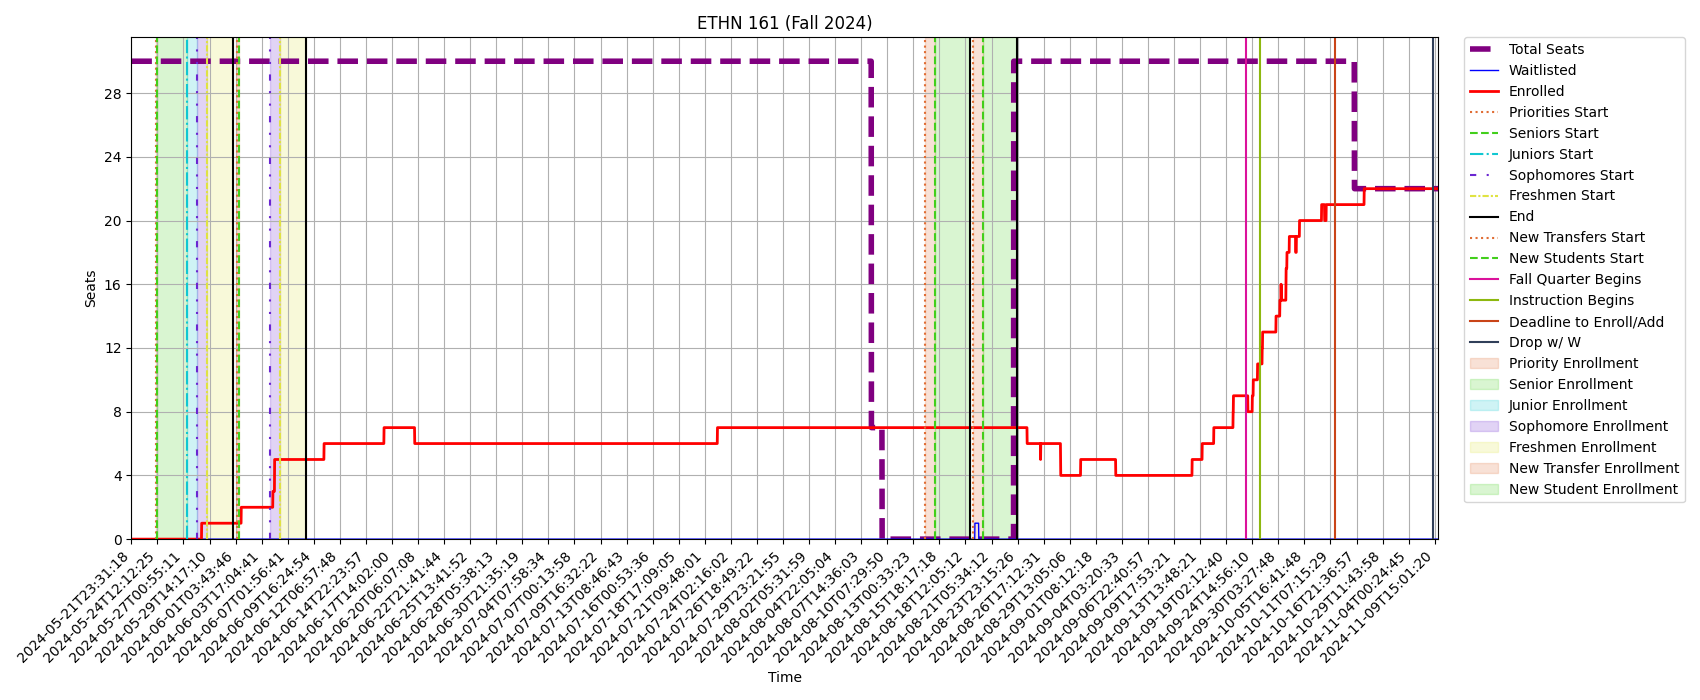 ETHN 161 (Fall 2024)
Seats
28
24
20
16
12
8
4
0
2024-05-21T23:31:18
2024-05-24T12:12:25
2024-05-27T00:55:11
2024-05-29T14:17:10
2024-06-01T03:43:46
2024-06-03T17:04:41
2024-06-07T01:56:41
2024-06-09T16:24:54
2024-06-12T06:57:48
2024-06-14T22:23:57
2024-06-17T14:02:00
2024-06-20T06:07:08
2024-06-22T21:41:44
2024-06-25T13:41:52
2024-06-28T05:38:13
2024-06-30T21:35:19
2024-07-04T07:58:34
2024-07-07T00:13:58
2024-07-09T16:32:22
2024-07-13T08:46:43
2024-07-16T00:53:36
2024-07-18T17:09:05
2024-07-21T09:48:01
2024-07-24T02:16:02
2024-07-26T18:49:22
2024-07-29T23:21:55
2024-08-02T05:31:59
2024-08-04T22:05:04
2024-08-07T14:36:03
2024-08-10T07:29:50
2024-08-13T00:33:23
2024-08-15T18:17:18
2024-08-18T12:05:12
2024-08-21T05:34:12
2024-08-23T23:15:26
2024-08-26T17:12:31
2024-08-29T13:05:06
2024-09-01T08:12:18
2024-09-04T03:20:33
2024-09-06T22:40:57
2024-09-09T17:53:21
2024-09-13T13:48:21
2024-09-19T02:12:40
2024-09-24T14:56:10
2024-09-30T03:27:48
2024-10-05T16:41:48
2024-10-11T07:15:29
2024-10-16T21:36:57
2024-10-29T11:43:58
2024-11-04T00:24:45
2024-11-09T15:01:20
Time
Total Seats
Waitlisted
Enrolled
Priorities Start
Seniors Start
Juniors Start
Sophomores Start
Freshmen Start
End
New Transfers Start
New Students Start
Fall Quarter Begins
Instruction Begins
Deadline to Enroll/Add
Drop w/ W
Priority Enrollment
Senior Enrollment
Junior Enrollment
Sophomore Enrollment
Freshmen Enrollment
New Transfer Enrollment
New Student Enrollment